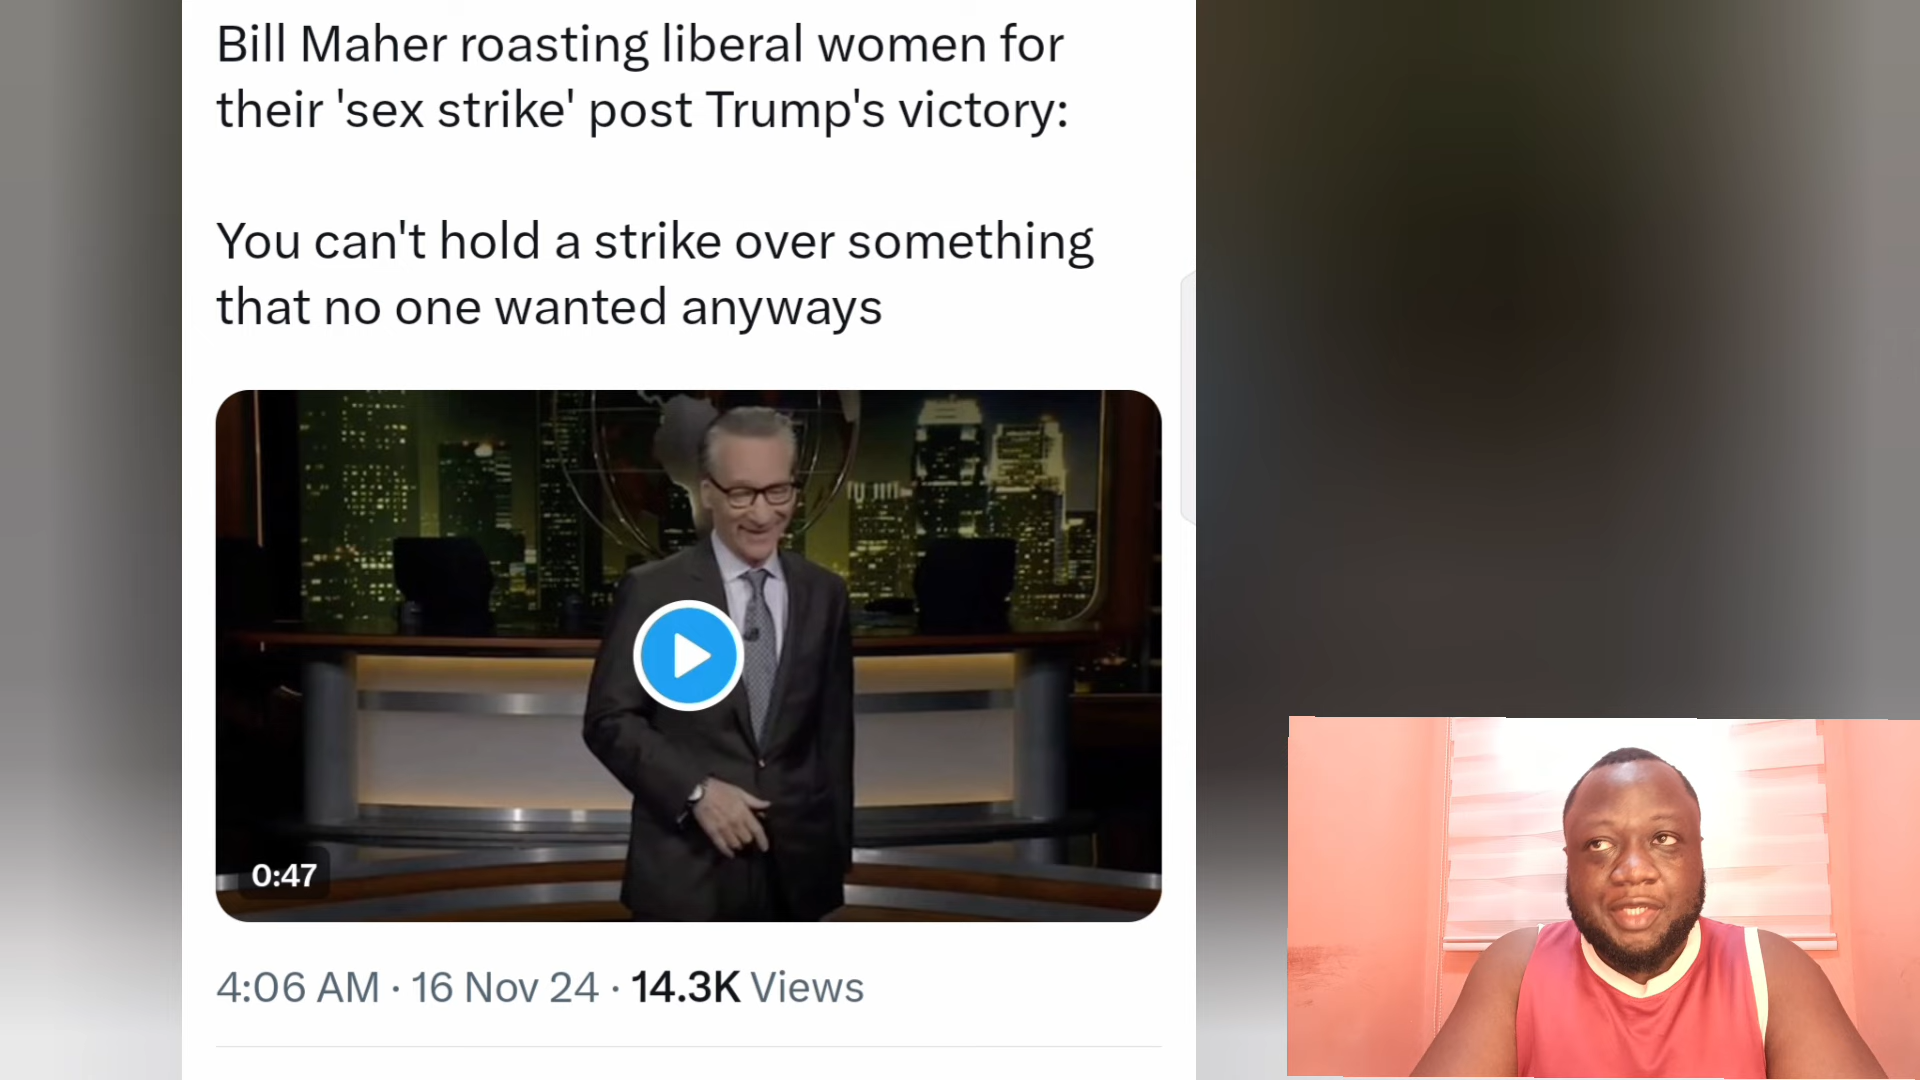 Bill Maher roasting liberal women for
their 'sex strike' post Trump's victory:
You can't hold a strike over something
that no one wanted anyways
0:47
4:06 AM · 16 Nov 24 · 14.3K Views